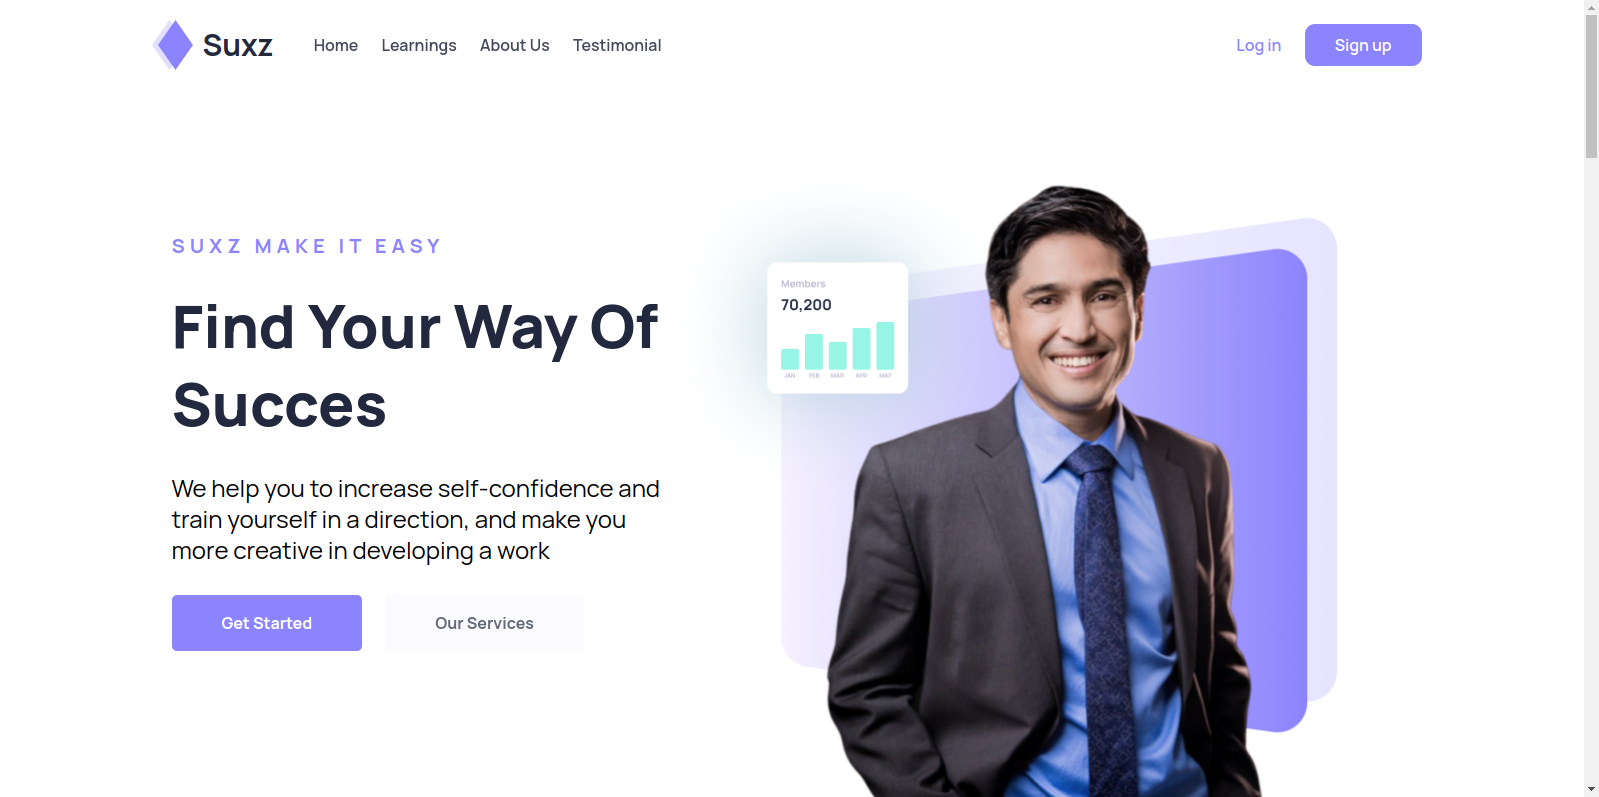 Suxz
Home Learnings About Us Testimonial
Log in
Sign up
SUXZ MAKE IT EASY
Find Your Way Of
Succes
We help you to increase self-confidence and
train yourself in a direction, and make you
more creative in developing a work
Get Started
Our Services
Members
70,200
JAN FEB MAR APR MAY